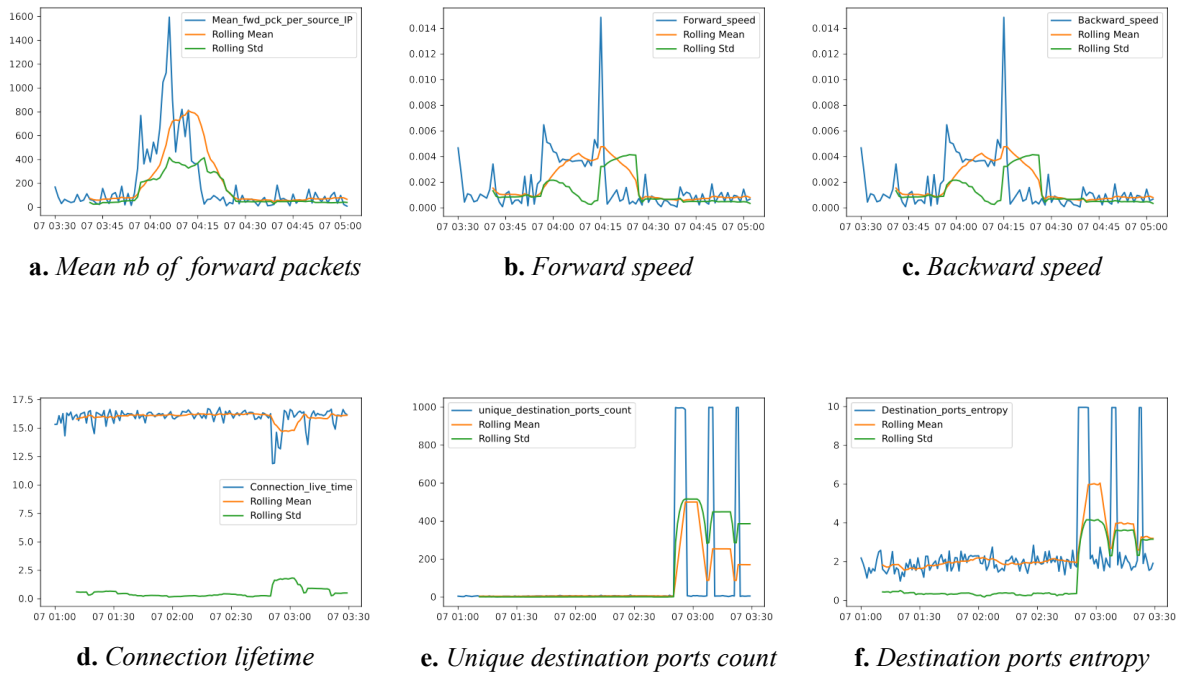 Mean_fwd_pck_per_source_IP
Rolling Mean
Rolling Std
1600
1400
1200
1000
800
600
400
200
0
07 03:30 07 03:45 07 04:00 07 04:15 07 04:30 07 04:45 07 05:00
a. Mean nb of forward packets
Forward_speed
Rolling Mean
Rolling Std
0.014
0.012
0.010
0.008
0.006
0.004
0.002
0.000
07 03:30 07 03:45 07 04:00 07 04:15 07 04:30 07 04:45 07 05:00
b. Forward speed
Backward_speed
Rolling Mean
Rolling Std
0.014
0.012
0.010
0.008
0.006
0.004
0.002
0.000
07 03:30 07 03:45 07 04:00 07 04:15 07 04:30 07 04:45 07 05:00
c. Backward speed
17.5
15.0
12.5
10.0
7.5
5.0
2.5
0.0
Connection_live_time
Rolling Mean
Rolling Std
07 01:00 07 01:30 07 02:00 07 02:30 07 03:00 07 03:30
d. Connection lifetime
1000
800
600
400
200
0
unique_destination_ports_count
Rolling Mean
Rolling Std
07 01:00 07 01:30 07 02:00 07 02:30 07 03:00 07 03:30
e. Unique destination ports count
10
8
6
4
2
0
Destination_ports_entropy
Rolling Mean
Rolling Std
07 01:00 07 01:30 07 02:00 07 02:30 07 03:00 07 03:30
f. Destination ports entropy